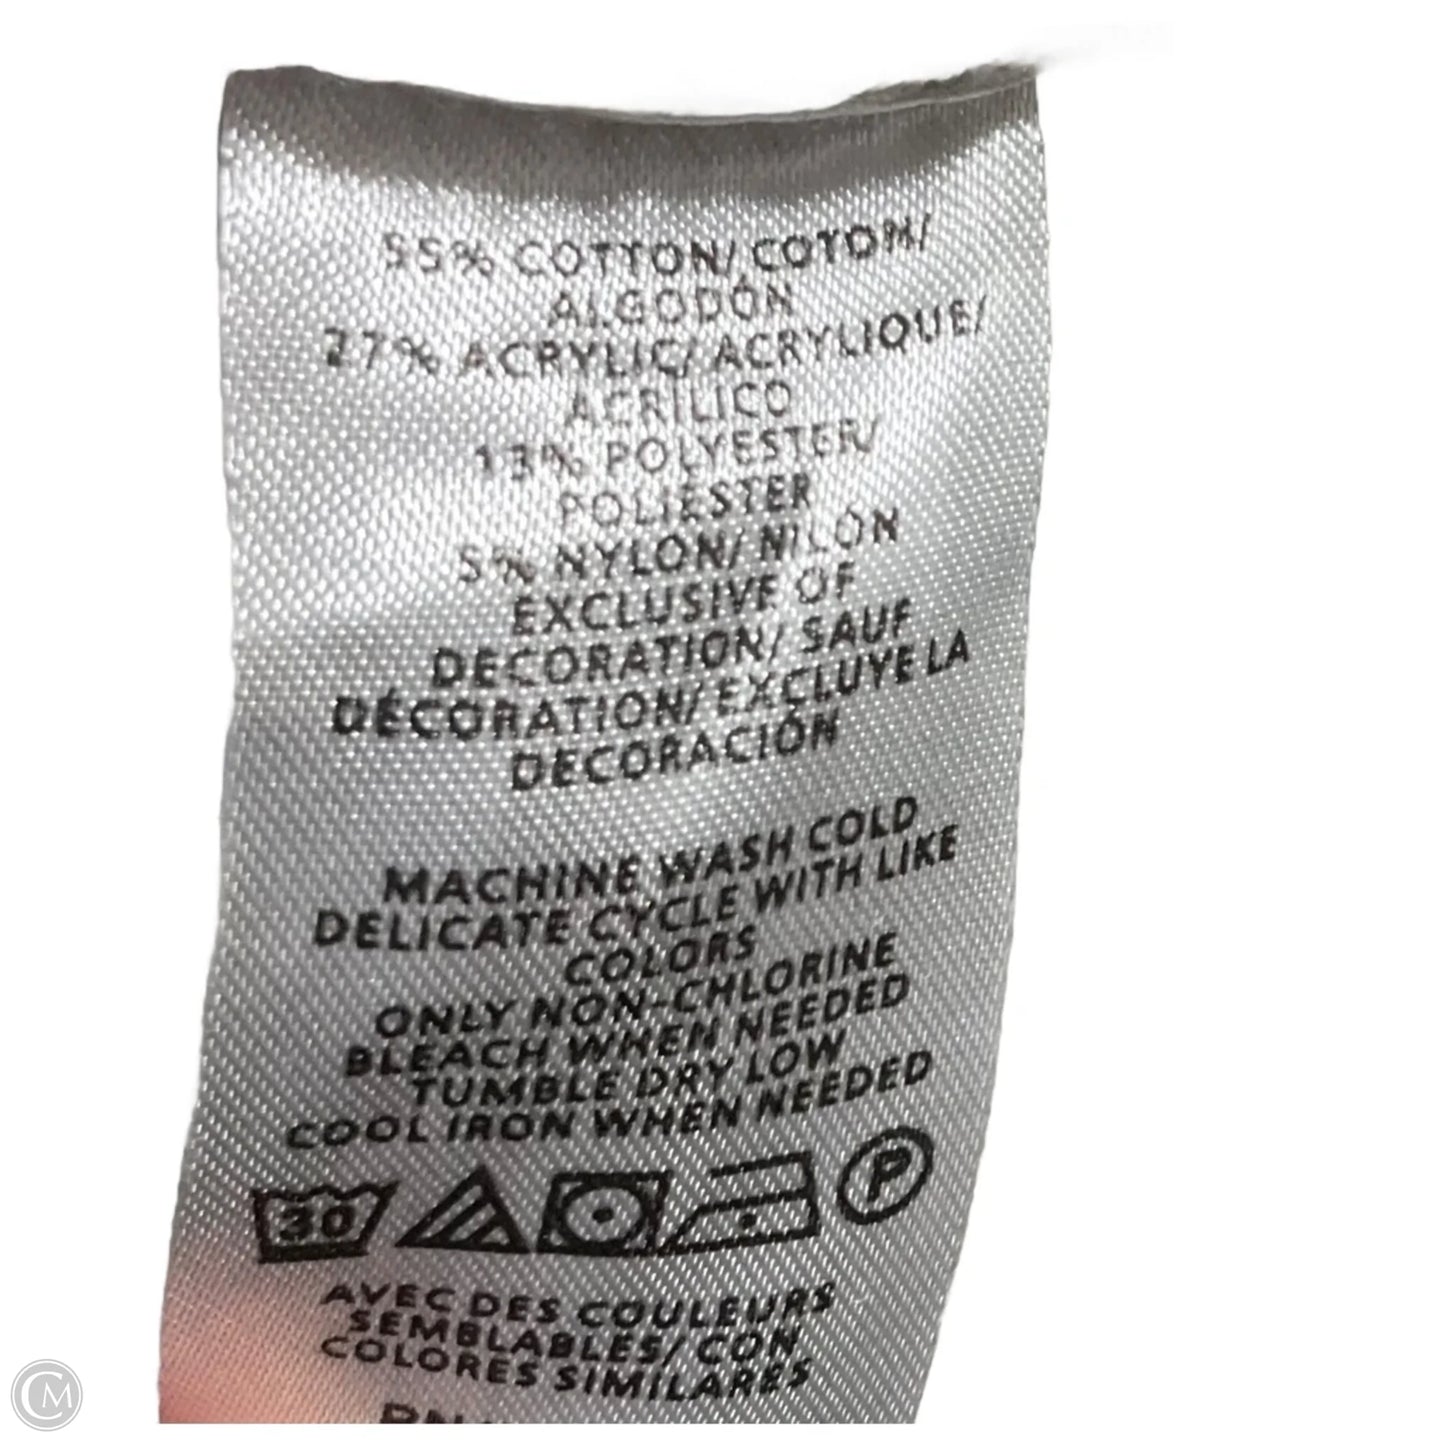 55% COTTON/ COTON/
ALGODÓN
27% ACRYLIC/ ACRYLIQUE/
ACRÍLICO
13% POLYESTER/
POLIÉSTER
5% NYLON/ NILÓN
EXCLUSIVE OF
DECORATION/ SAUF
DÉCORATION/ EXCLUYE LA
DECORACIÓN
MACHINE WASH COLD
DELICATE CYCLE WITH LIKE
COLORS
ONLY NON-CHLORINE
BLEACH WHEN NEEDED
TUMBLE DRY LOW
COOL IRON WHEN NEEDED
30 P
AVEC DES COULEURS
SEMBLABLES/ CON
COLORES SIMILARES
CM